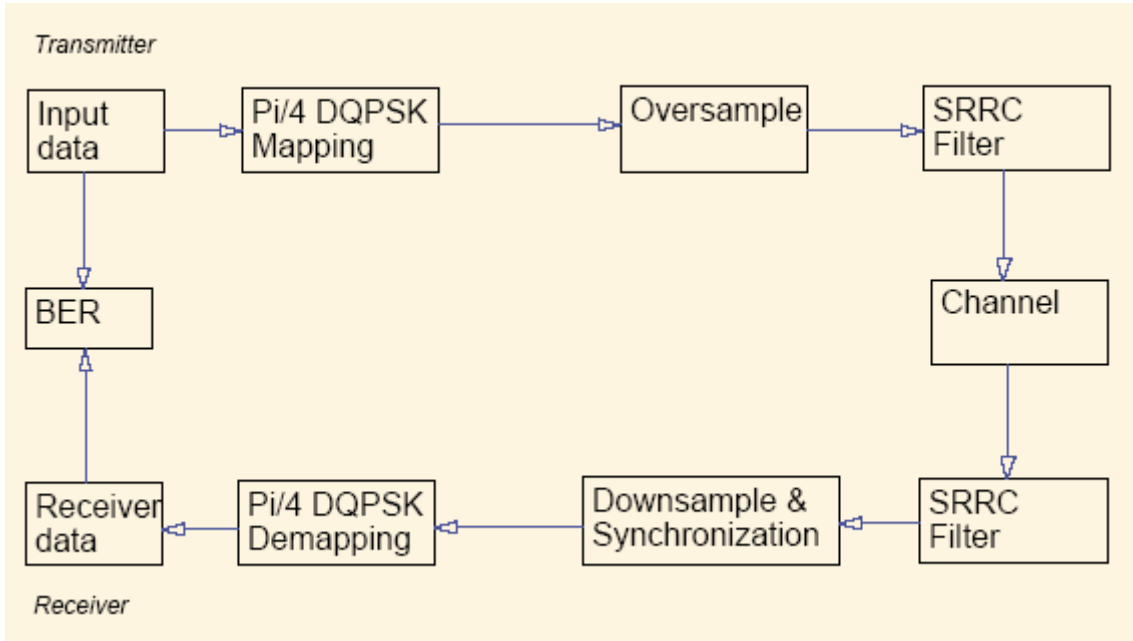 Transmitter
Input
data
Pi/4 DQPSK
Mapping
Oversample
SRRC
Filter
BER
Channel
Receiver
data
Pi/4 DQPSK
Demapping
Downsample &
Synchronization
SRRC
Filter
Receiver